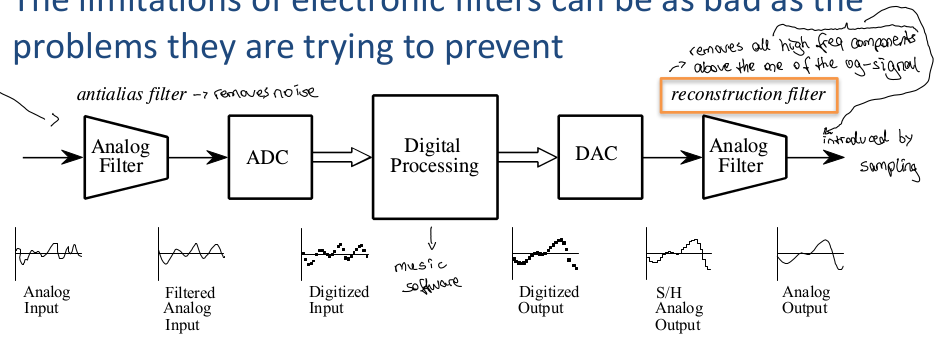 The limitations of electronic filters can be as bad as the
problems they are trying to prevent
removes all high freq components
→ above the one of the og-signal
antialias filter → removes noise
reconstruction filter
introduced by
sampling
Analog
Filter
ADC
Digital
Processing
DAC
Analog
Filter
music
software
Analog
Input
Filtered
Analog
Input
Digitized
Input
Digitized
Output
S/H
Analog
Output
Analog
Output